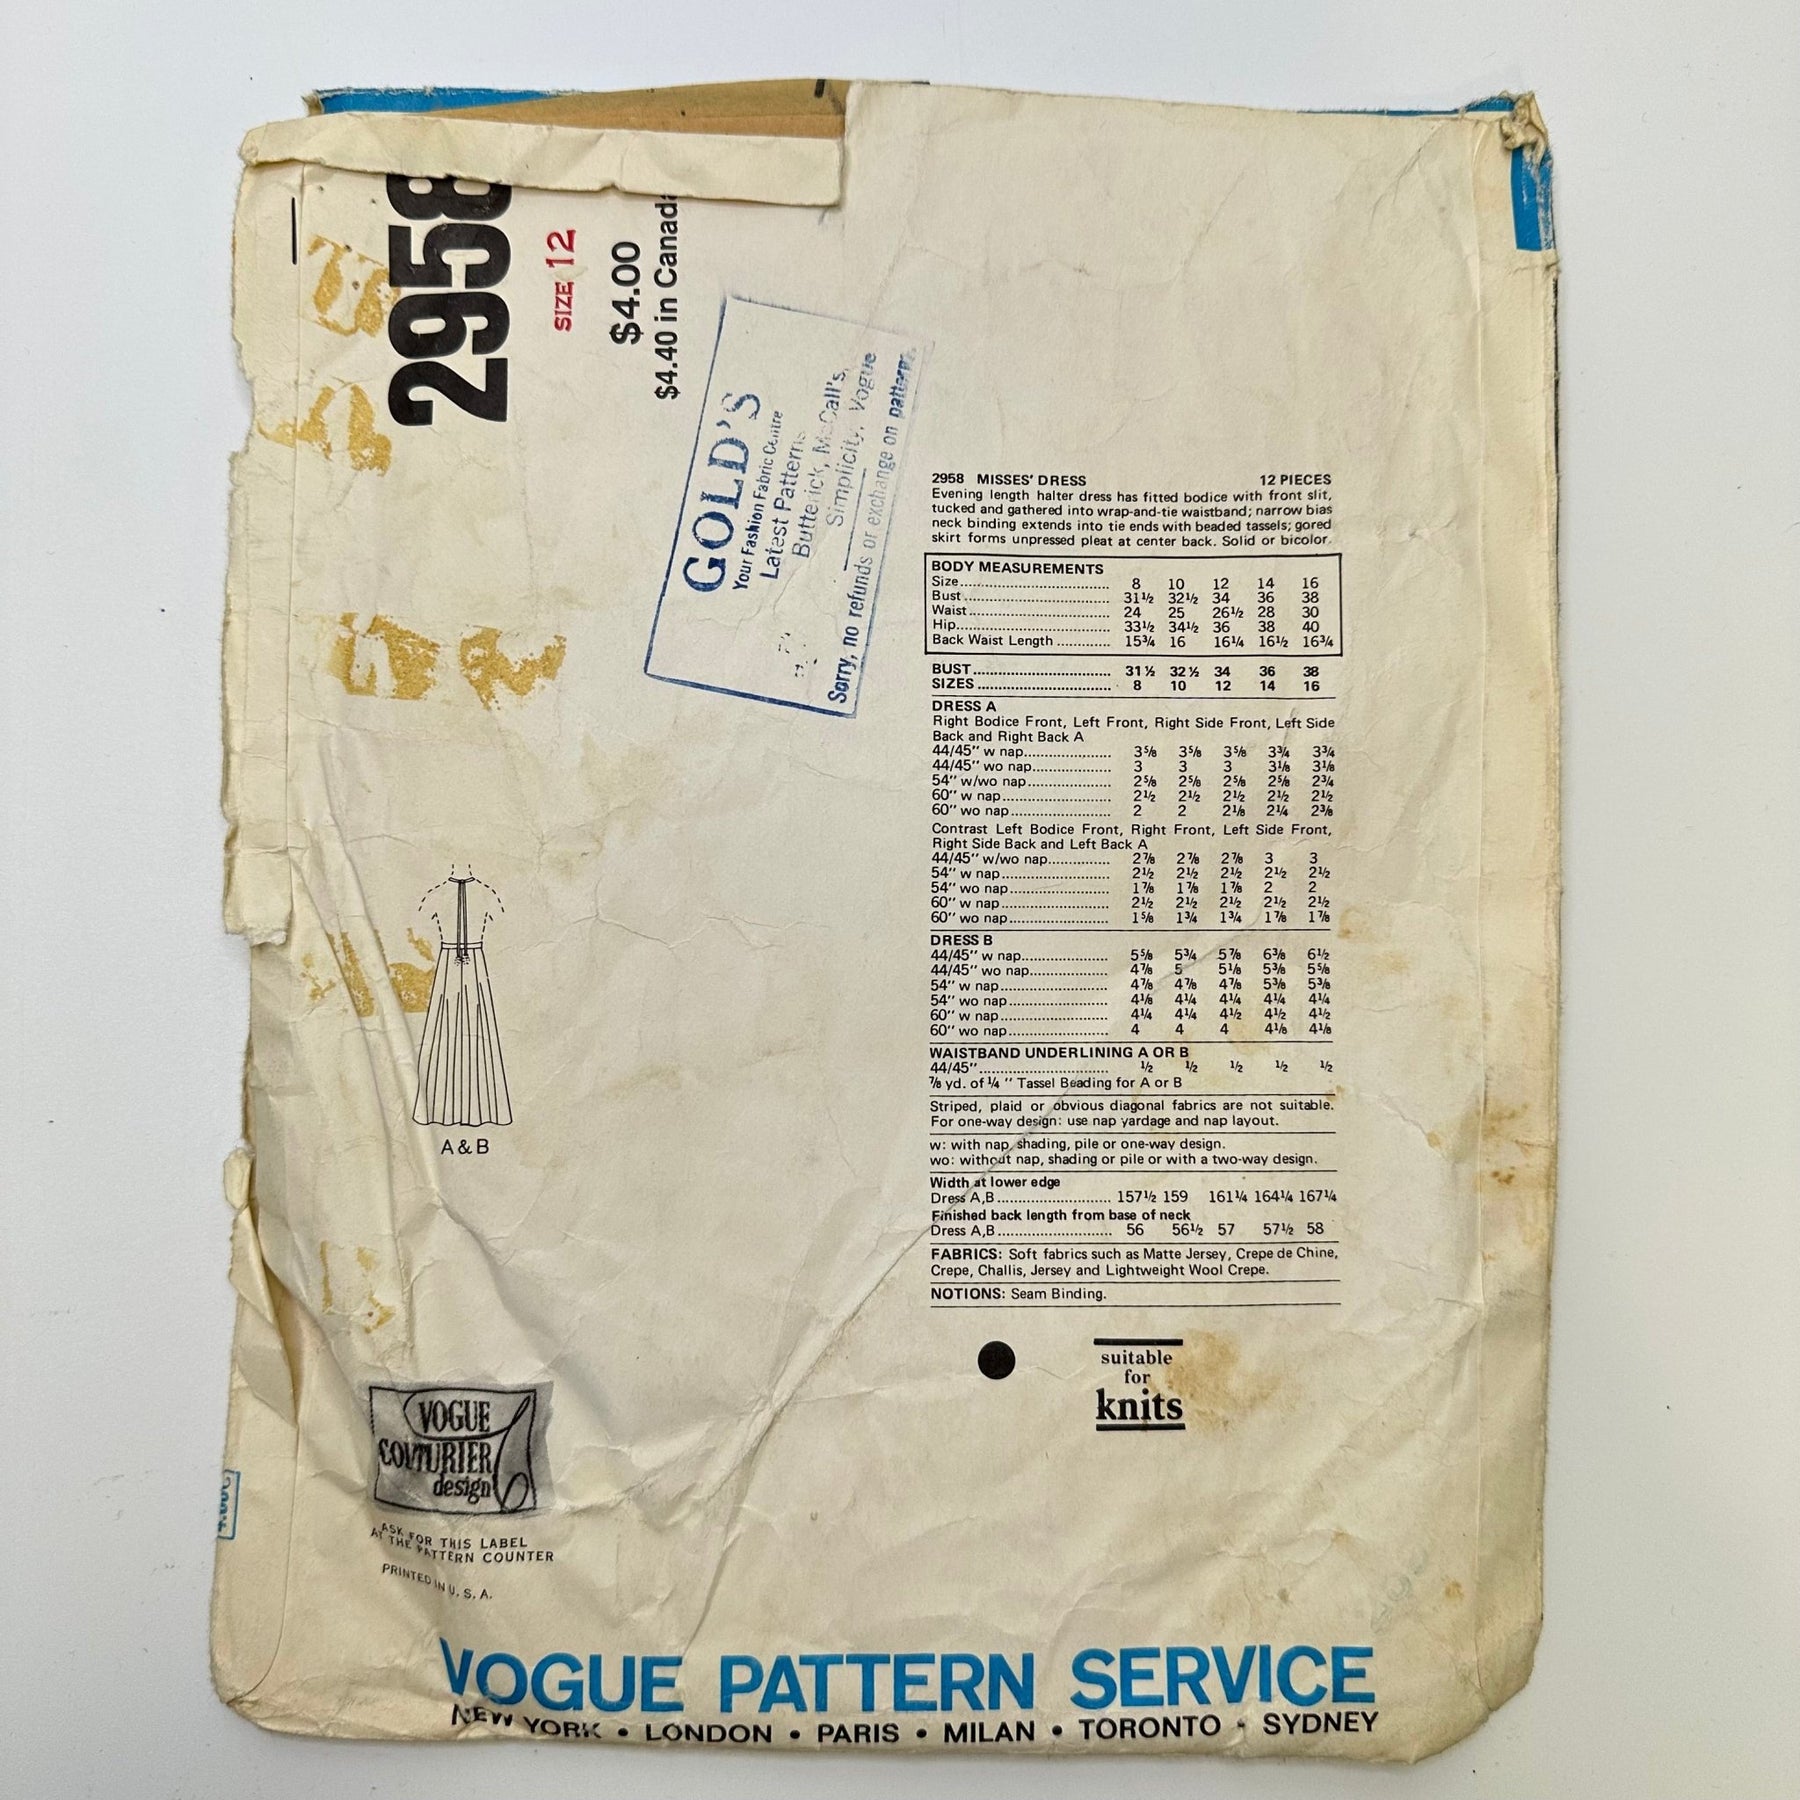 2958
SIZE 12
$4.00
$4.40 in Canada
GOLD'S
Your Fashion Fabric Centre
Latest Patterns
Butterick, McCall's,
Simplicity, Vogue
Sorry, no refunds or exchange on patterns.
2958 MISSES' DRESS 12 PIECES
Evening length halter dress has fitted bodice with front slit,
tucked and gathered into wrap-and-tie waistband; narrow bias
neck binding extends into tie ends with beaded tassels; gored
skirt forms unpressed pleat at center back. Solid or bicolor.
BODY MEASUREMENTS
Size 8 10 12 14 16
Bust 31½ 32½ 34 36 38
Waist 24 25 26½ 28 30
Hip 33½ 34½ 36 38 40
Back Waist Length 15¾ 16 16¼ 16½ 16¾
BUST 31½ 32½ 34 36 38
SIZES 8 10 12 14 16
DRESS A
Right Bodice Front, Left Front, Right Side Front, Left Side
Back and Right Back A
44/45" w nap 3⅝ 3⅝ 3⅝ 3¾ 3¾
44/45" wo nap 3 3 3 3⅛ 3⅛
54" w/wo nap 2⅝ 2⅝ 2⅝ 2⅝ 2¾
60" w nap 2½ 2½ 2½ 2½ 2½
60" wo nap 2 2 2⅛ 2¼ 2⅜
Contrast Left Bodice Front, Right Front, Left Side Front,
Right Side Back and Left Back A
44/45" w/wo nap 2⅞ 2⅞ 2⅞ 3 3
54" w nap 2½ 2½ 2½ 2½ 2½
54" wo nap 1⅞ 1⅞ 1⅞ 2 2
60" w nap 2½ 2½ 2½ 2½ 2½
60" wo nap 1⅝ 1¾ 1¾ 1⅞ 1⅞
DRESS B
44/45" w nap 5⅝ 5¾ 5⅞ 6⅜ 6½
44/45" wo nap 4⅞ 5 5⅛ 5⅜ 5⅝
54" w nap 4⅞ 4⅞ 4⅞ 5⅜ 5⅜
54" wo nap 4⅛ 4¼ 4¼ 4¼ 4¼
60" w nap 4¼ 4¼ 4½ 4½ 4½
60" wo nap 4 4 4 4⅛ 4⅛
WAISTBAND UNDERLINING A OR B
44/45" ½ ½ ½ ½ ½
⅞ yd. of ¼ " Tassel Beading for A or B
Striped, plaid or obvious diagonal fabrics are not suitable.
For one-way design: use nap yardage and nap layout.
w: with nap, shading, pile or one-way design.
wo: without nap, shading or pile or with a two-way design.
Width at lower edge
Dress A,B 157½ 159 161¼ 164¼ 167¼
Finished back length from base of neck
Dress A,B 56 56½ 57 57½ 58
FABRICS: Soft fabrics such as Matte Jersey, Crepe de Chine,
Crepe, Challis, Jersey and Lightweight Wool Crepe.
NOTIONS: Seam Binding.
suitable
for
knits
A & B
VOGUE
COUTURIER
design
ASK FOR THIS LABEL
AT THE PATTERN COUNTER
PRINTED IN U. S. A.
VOGUE PATTERN SERVICE
NEW YORK • LONDON • PARIS • MILAN • TORONTO • SYDNEY